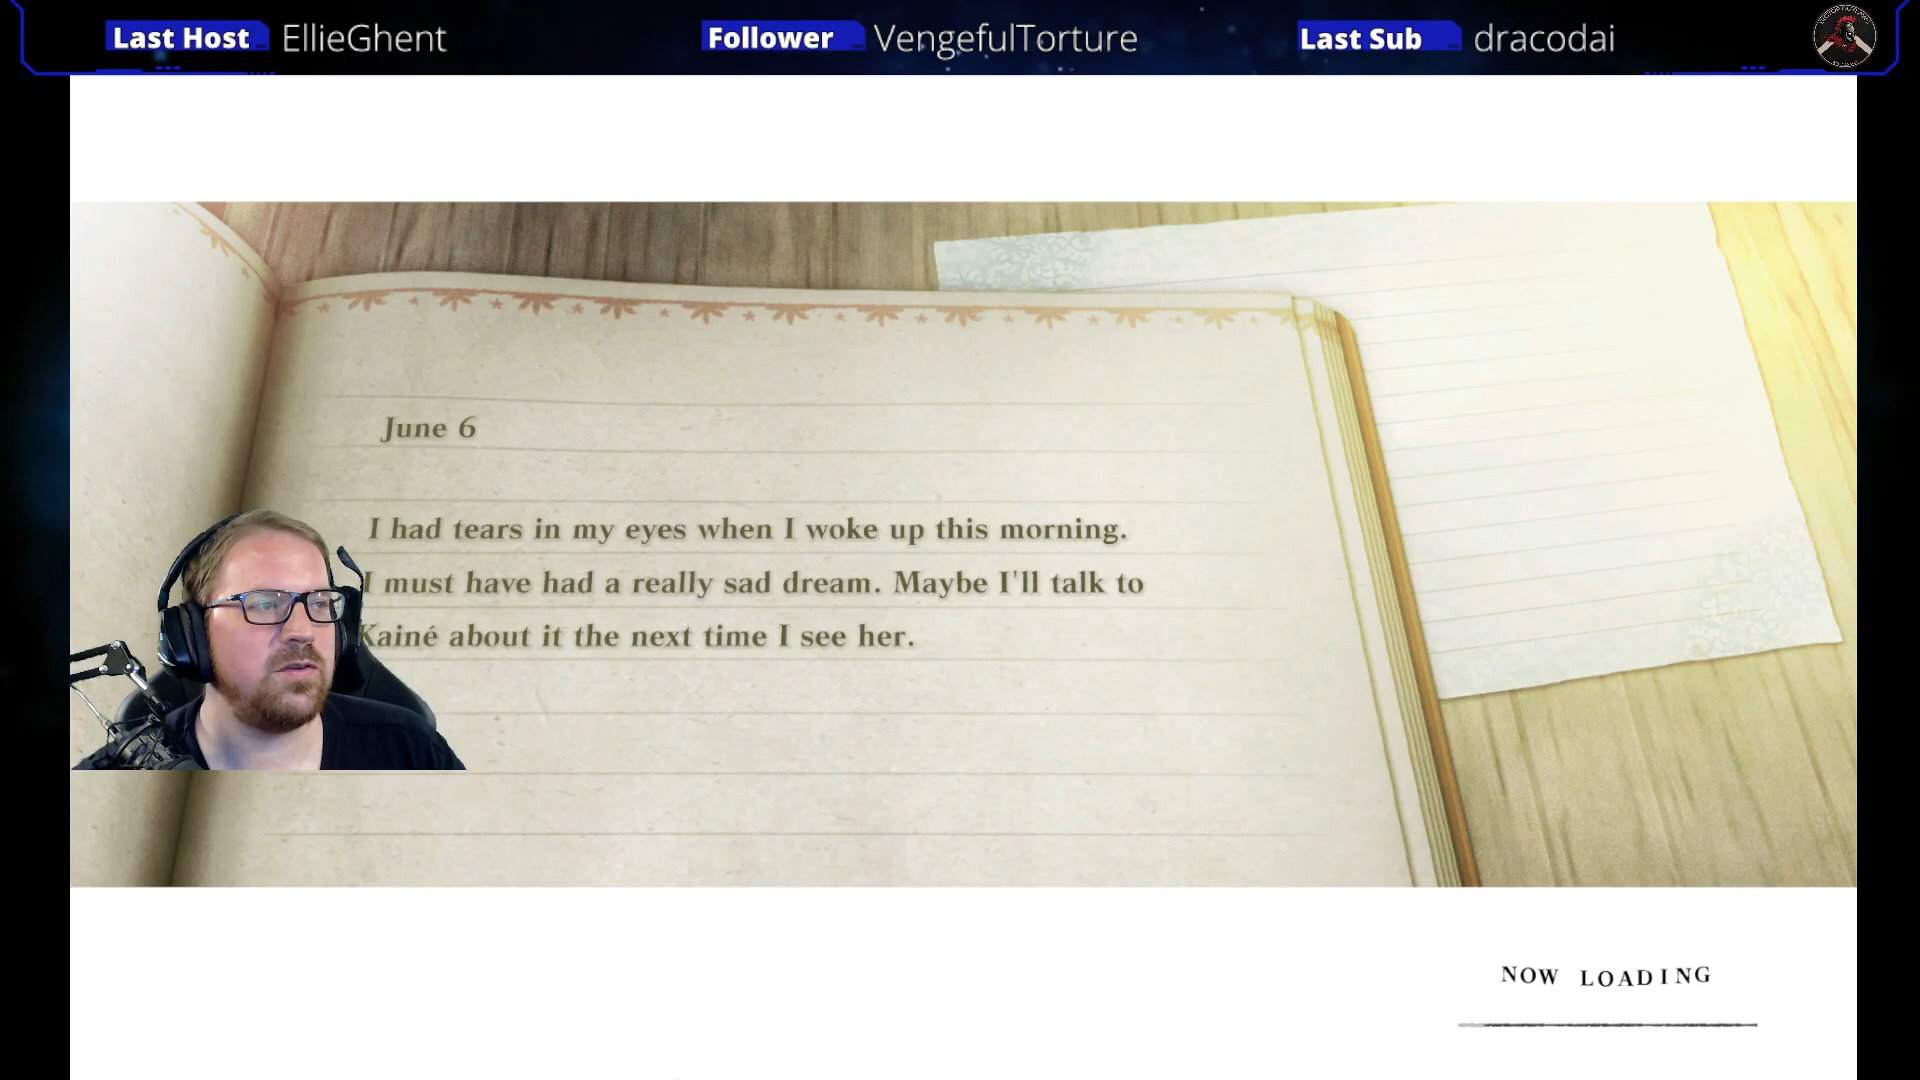 Last Host EllieGhent Follower VengefulTorture Last Sub dracodai
June 6
I had tears in my eyes when I woke up this morning.
I must have had a really sad dream. Maybe I'll talk to
Kainé about it the next time I see her.
NOW LOADING